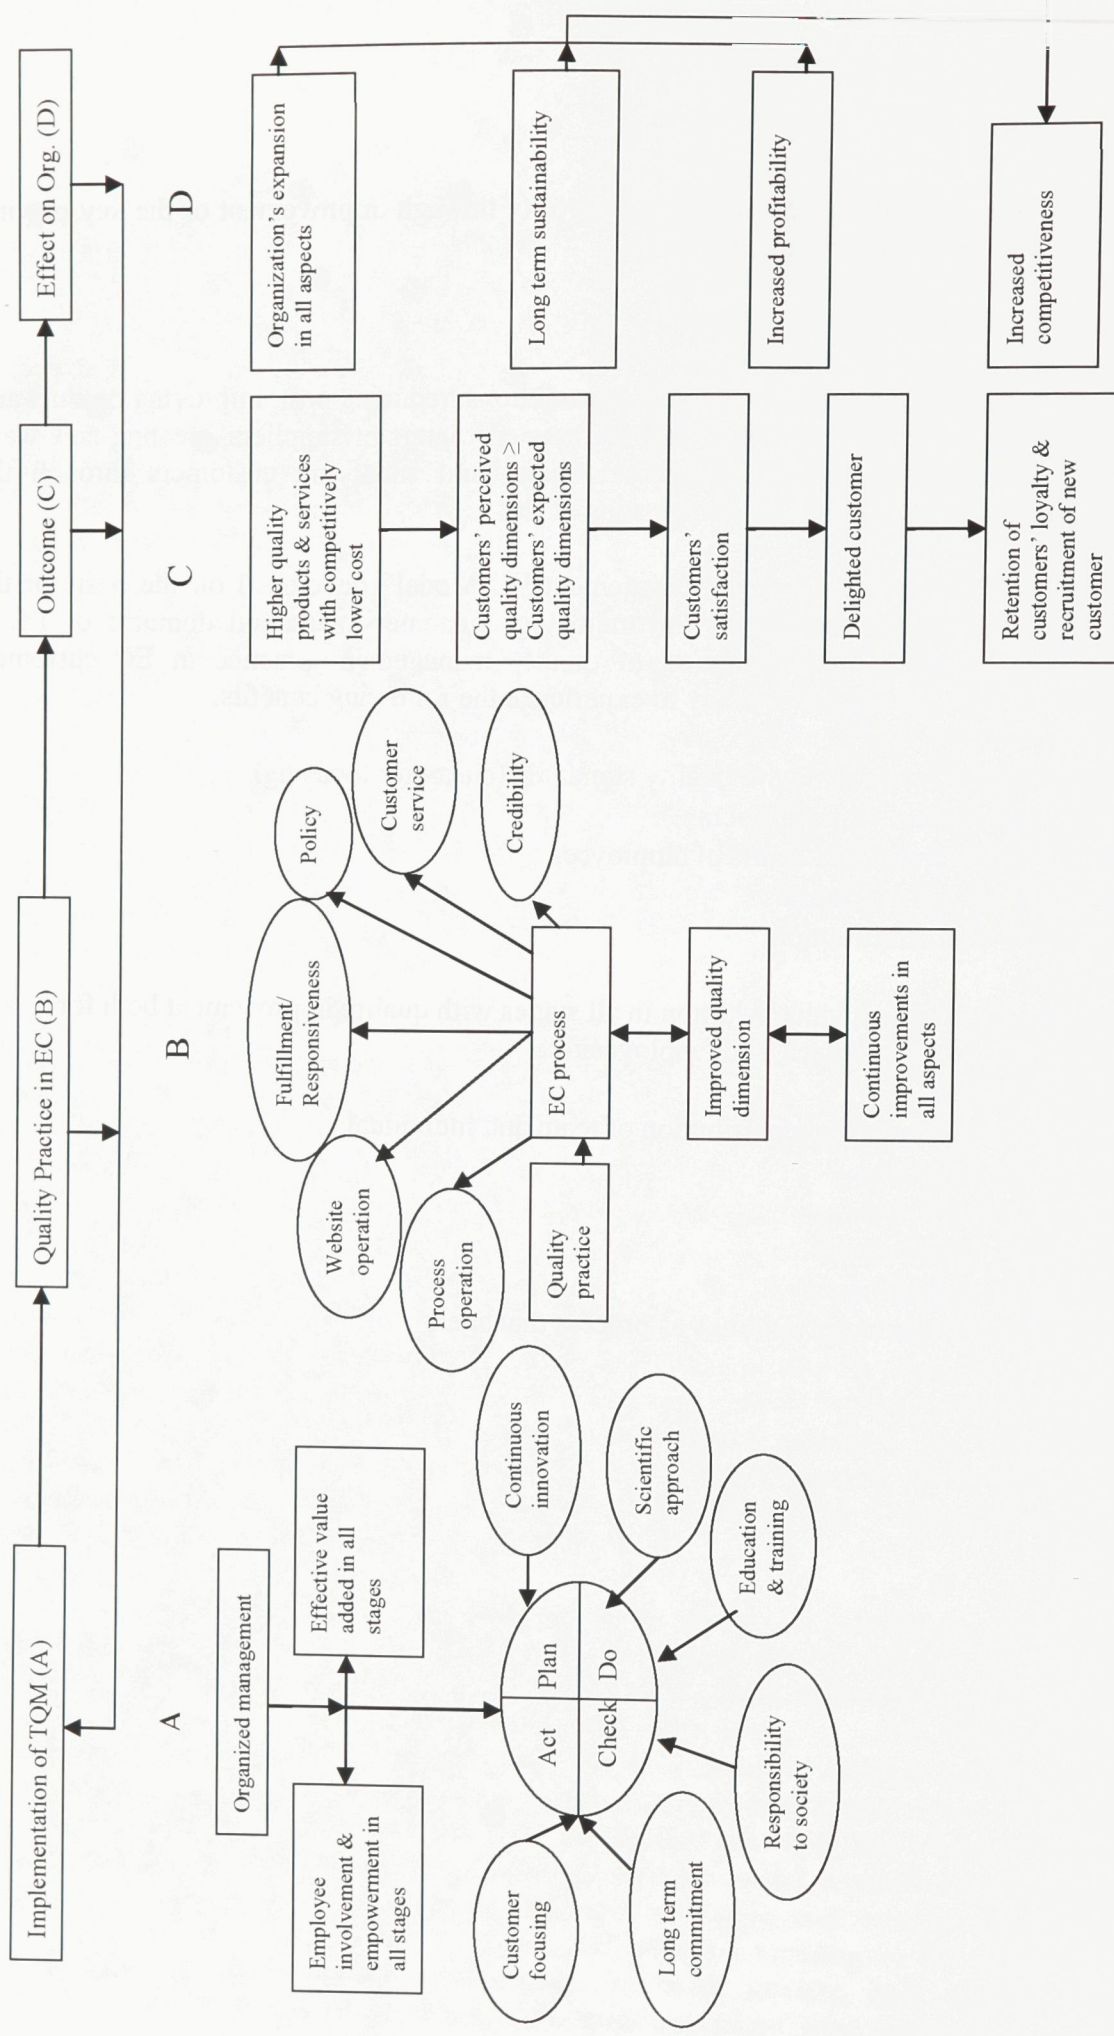 Implementation of TQM (A)
Quality Practice in EC (B)
Outcome (C)
Effect on Org. (D)
A
Organized management
Employee
involvement &
empowerment in
all stages
Effective value
added in all
stages
Act
Plan
Check
Do
Customer
focusing
Long term
commitment
Responsibility
to society
Education
& training
Scientific
approach
Continuous
innovation
B
Process
operation
Website
operation
Fulfillment/
Responsiveness
Policy
Customer
service
Credibility
Quality
practice
EC process
Improved quality
dimension
Continuous
improvements in
all aspects
C
Higher quality
products & services
with competitively
lower cost
Customers’ perceived
quality dimensions ≥
Customers’ expected
quality dimensions
Customers’
satisfaction
Delighted customer
Retention of
customers’ loyalty &
recruitment of new
customer
D
Organization’s expansion
in all aspects
Long term sustainability
Increased profitability
Increased
competitiveness